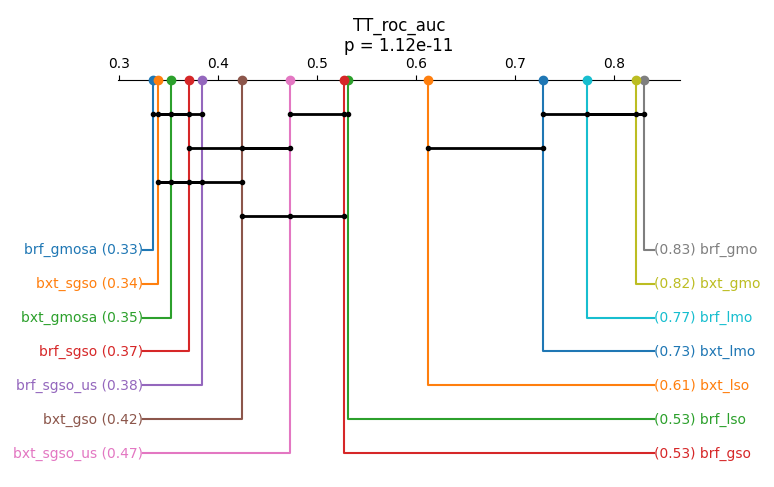 TT_roc_auc
p = 1.12e-11
0.3 0.4 0.5 0.6 0.7 0.8
brf_gmosa (0.33) (0.83) brf_gmo
bxt_sgso (0.34) (0.82) bxt_gmo
bxt_gmosa (0.35) (0.77) brf_lmo
brf_sgso (0.37) (0.73) bxt_lmo
brf_sgso_us (0.38) (0.61) bxt_lso
bxt_gso (0.42) (0.53) brf_lso
bxt_sgso_us (0.47) (0.53) brf_gso